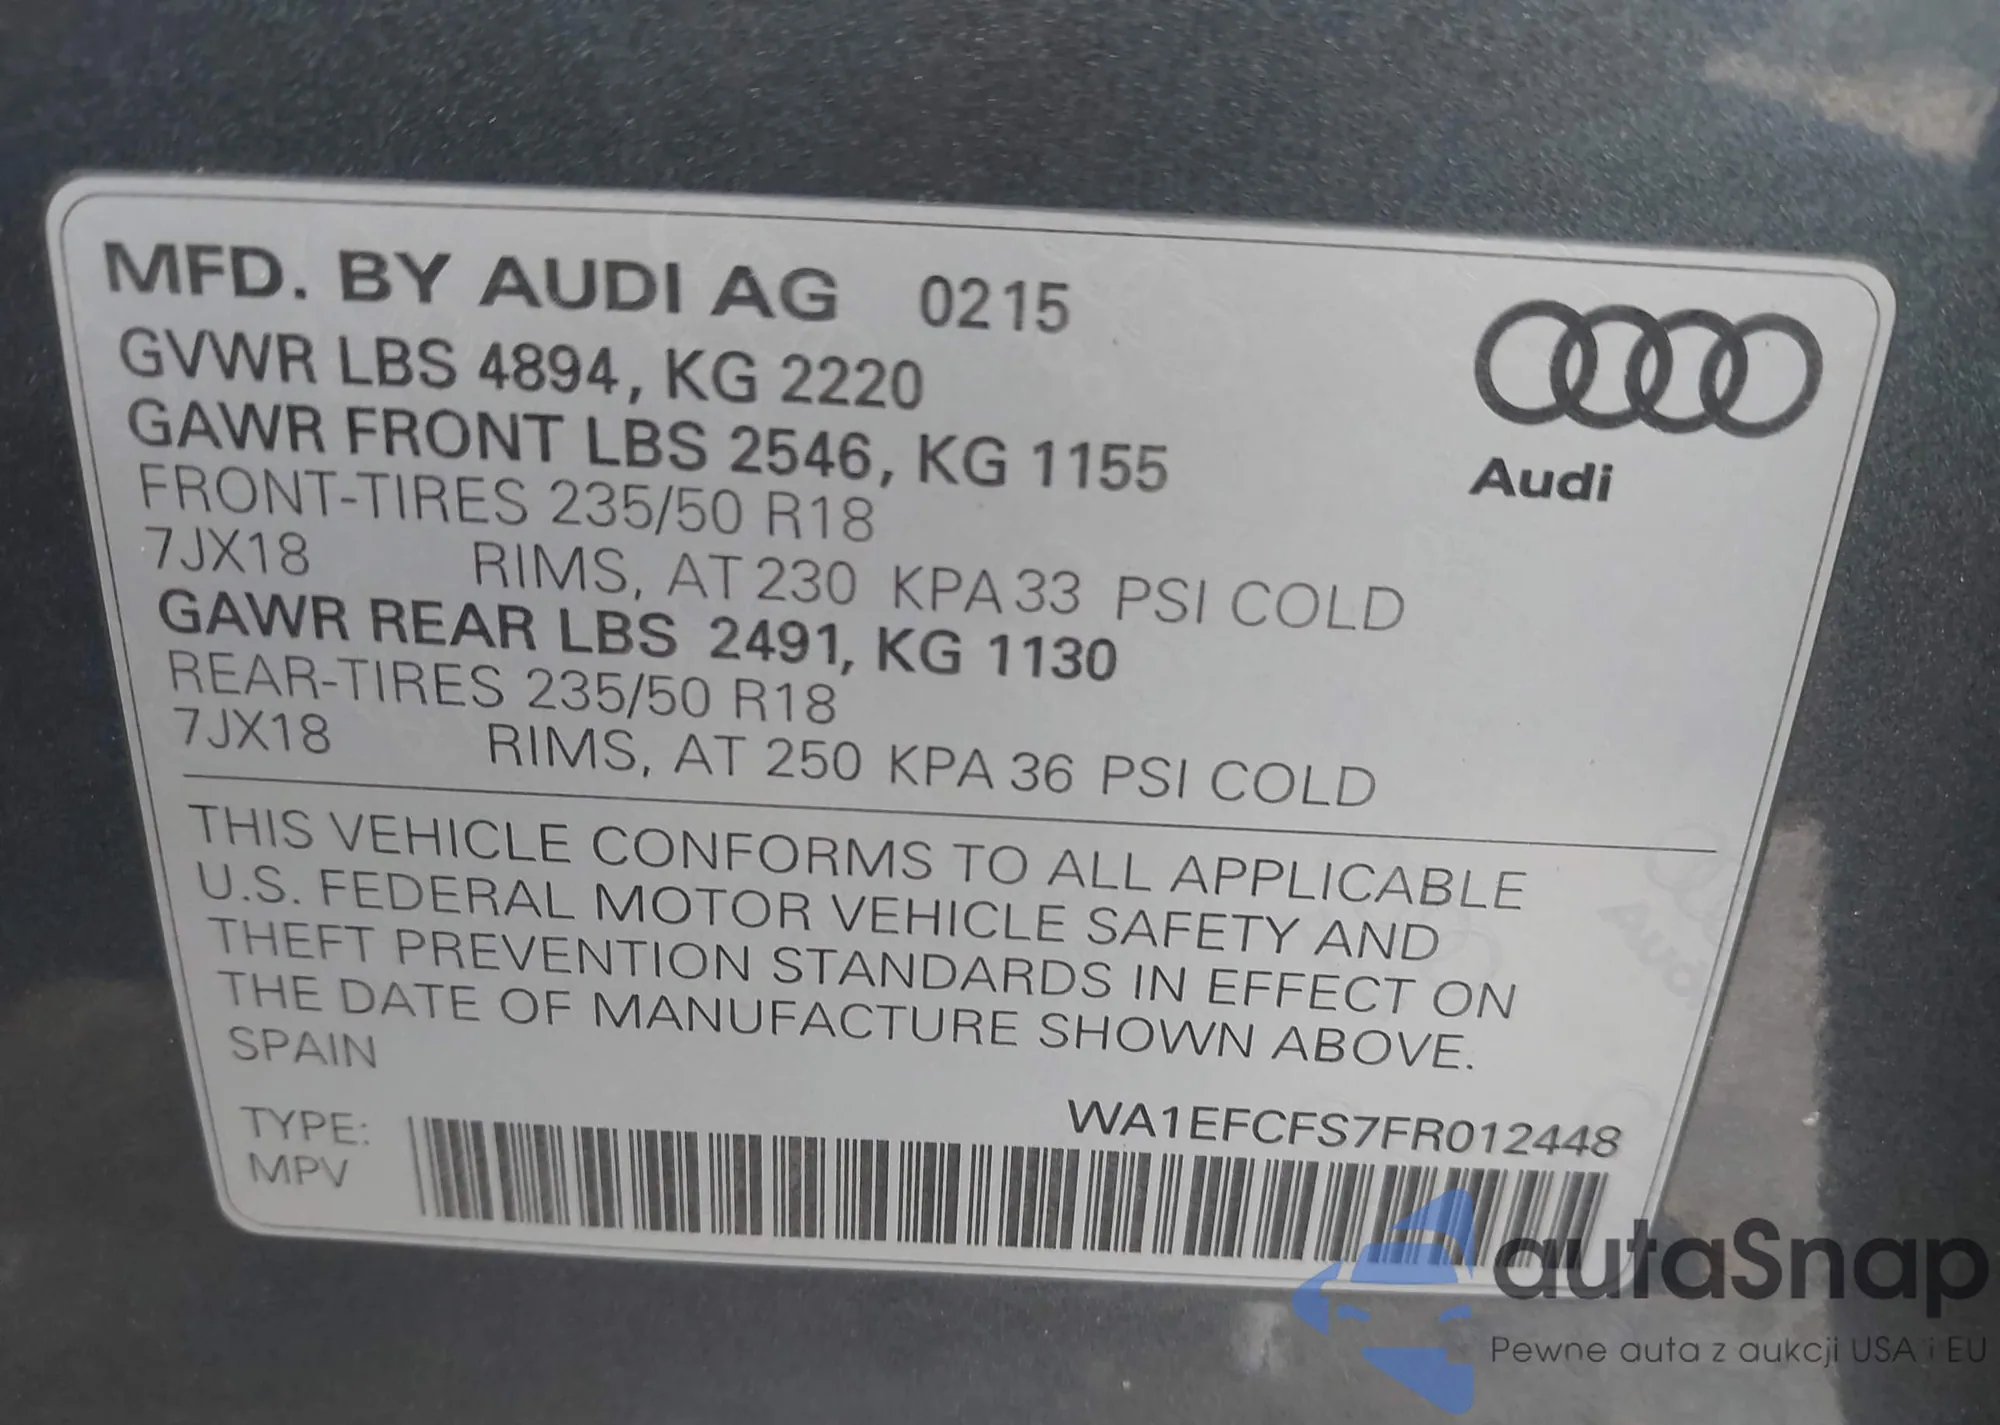 MFD. BY AUDI AG 0215
GVWR LBS 4894, KG 2220
GAWR FRONT LBS 2546, KG 1155
FRONT-TIRES 235/50 R18
7JX18 RIMS, AT 230 KPA 33 PSI COLD
GAWR REAR LBS 2491, KG 1130
REAR-TIRES 235/50 R18
7JX18 RIMS, AT 250 KPA 36 PSI COLD
Audi
THIS VEHICLE CONFORMS TO ALL APPLICABLE
U.S. FEDERAL MOTOR VEHICLE SAFETY AND
THEFT PREVENTION STANDARDS IN EFFECT ON
THE DATE OF MANUFACTURE SHOWN ABOVE.
SPAIN
WA1EFCFS7FR012448
TYPE:
MPV
Audi
autaSnap
Pewne auta z aukcji USA i EU